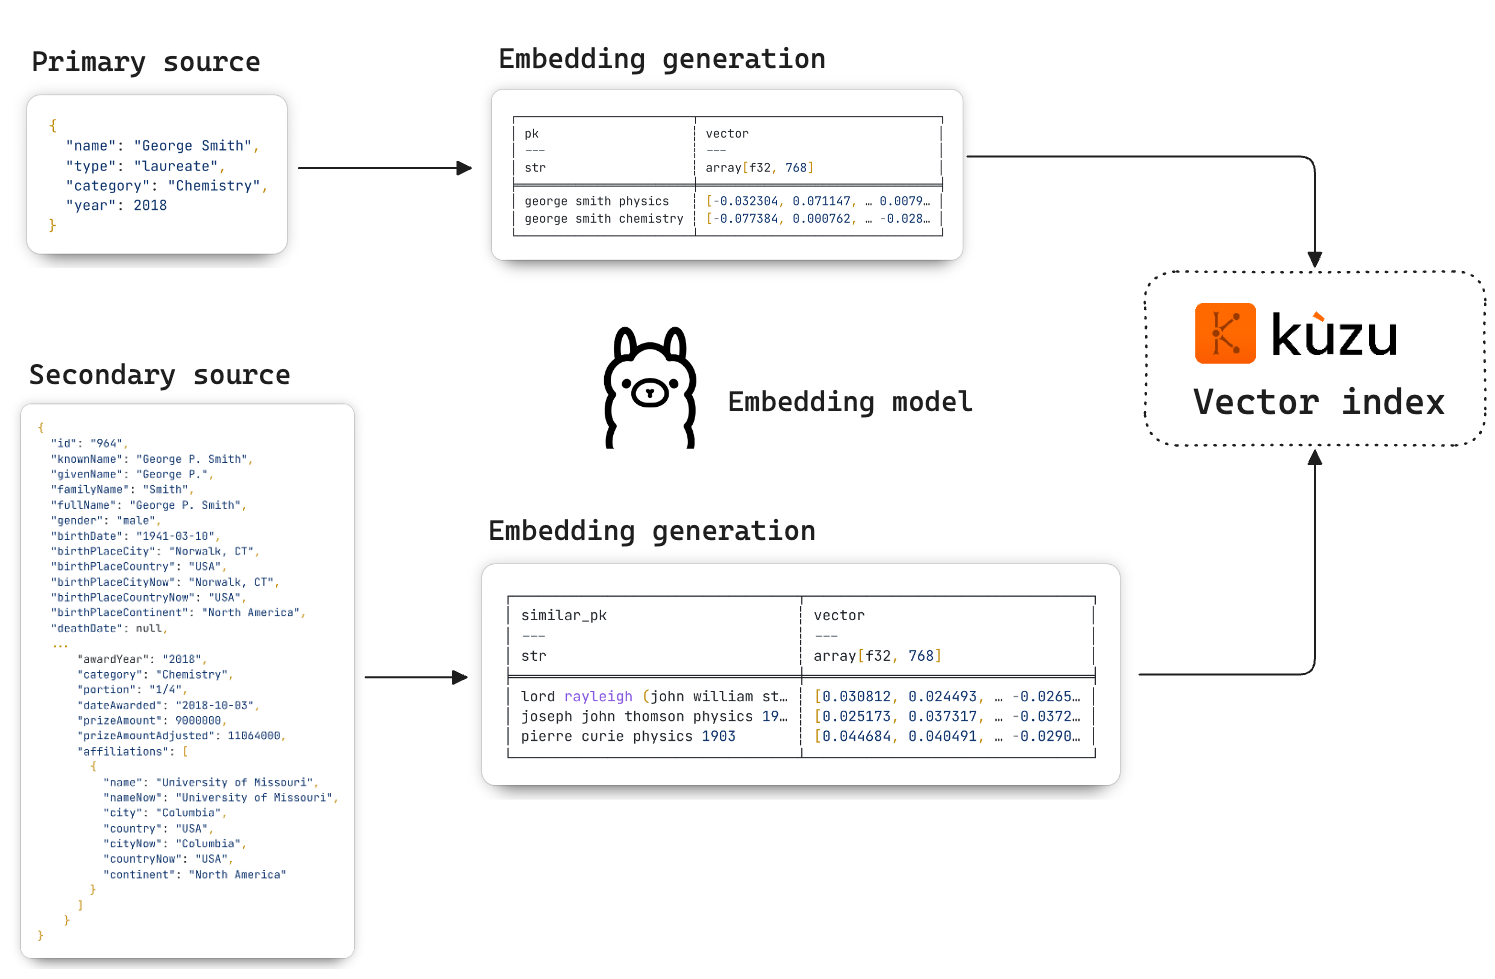 Primary source
{
"name": "George Smith",
"type": "laureate",
"category": "Chemistry",
"year": 2018
}
Embedding generation
pk vector
--- ---
str array[f32, 768]
george smith physics [-0.032304, 0.071147, … 0.0079…
george smith chemistry [-0.077384, 0.000762, … -0.028…
kùzu
Vector index
Embedding model
Secondary source
{
"id": "964",
"knownName": "George P. Smith",
"givenName": "George P.",
"familyName": "Smith",
"fullName": "George P. Smith",
"gender": "male",
"birthDate": "1941-03-10",
"birthPlaceCity": "Norwalk, CT",
"birthPlaceCountry": "USA",
"birthPlaceCityNow": "Norwalk, CT",
"birthPlaceCountryNow": "USA",
"birthPlaceContinent": "North America",
"deathDate": null,
...
"awardYear": "2018",
"category": "Chemistry",
"portion": "1/4",
"dateAwarded": "2018-10-03",
"prizeAmount": 9000000,
"prizeAmountAdjusted": 11064000,
"affiliations": [
{
"name": "University of Missouri",
"nameNow": "University of Missouri",
"city": "Columbia",
"country": "USA",
"cityNow": "Columbia",
"countryNow": "USA",
"continent": "North America"
}
]
}
}
Embedding generation
similar_pk vector
--- ---
str array[f32, 768]
lord rayleigh (john william st… [0.030812, 0.024493, … -0.0265…
joseph john thomson physics 19… [0.025173, 0.037317, … -0.0372…
pierre curie physics 1903 [0.044684, 0.040491, … -0.0290…